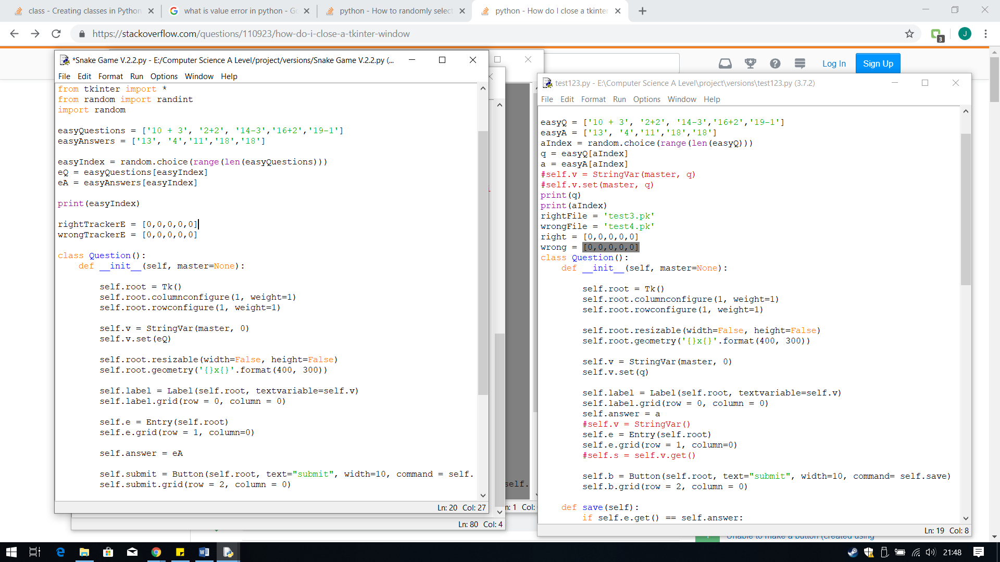 class - Creating classes in Python
what is value error in python - Go
python - How to randomly select
python - How do I close a tkinter
https://stackoverflow.com/questions/110923/how-do-i-close-a-tkinter-window
3
J
Log In
Sign Up
*Snake Game V.2.2.py - E:/Computer Science A Level/project/versions/Snake Game V.2.2.py (...
File Edit Format Run Options Window Help
from tkinter import *
from random import randint
import random
easyQuestions = ['10 + 3', '2+2', '14-3','16+2','19-1']
easyAnswers = ['13', '4','11','18','18']
easyIndex = random.choice(range(len(easyQuestions)))
eQ = easyQuestions[easyIndex]
eA = easyAnswers[easyIndex]
print(easyIndex)
rightTrackerE = [0,0,0,0,0]
wrongTrackerE = [0,0,0,0,0]
class Question():
def __init__(self, master=None):
self.root = Tk()
self.root.columnconfigure(1, weight=1)
self.root.rowconfigure(1, weight=1)
self.v = StringVar(master, 0)
self.v.set(eQ)
self.root.resizable(width=False, height=False)
self.root.geometry('{}x{}'.format(400, 300))
self.label = Label(self.root, textvariable=self.v)
self.label.grid(row = 0, column = 0)
self.e = Entry(self.root)
self.e.grid(row = 1, column=0)
self.answer = eA
self.submit = Button(self.root, text="submit", width=10, command = self.
self.submit.grid(row = 2, column = 0)
Ln: 20 Col: 27
self.
n: 1 Col:
Ln: 80 Col: 4
test123.py - E:\Computer Science A Level\project\versions\test123.py (3.7.2)
File Edit Format Run Options Window Help
easyQ = ['10 + 3', '2+2', '14-3','16+2','19-1']
easyA = ['13', '4','11','18','18']
aIndex = random.choice(range(len(easyQ)))
q = easyQ[aIndex]
a = easyA[aIndex]
#self.v = StringVar(master, q)
#self.v.set(master, q)
print(q)
print(aIndex)
rightFile = 'test3.pk'
wrongFile = 'test4.pk'
right = [0,0,0,0,0]
wrong = [0,0,0,0,0]
class Question():
def __init__(self, master=None):
self.root = Tk()
self.root.columnconfigure(1, weight=1)
self.root.rowconfigure(1, weight=1)
self.root.resizable(width=False, height=False)
self.root.geometry('{}x{}'.format(400, 300))
self.v = StringVar(master, 0)
self.v.set(q)
self.label = Label(self.root, textvariable=self.v)
self.label.grid(row = 0, column = 0)
self.answer = a
#self.v = StringVar()
self.e = Entry(self.root)
self.e.grid(row = 1, column=0)
#self.s = self.v.get()
self.b = Button(self.root, text="submit", width=10, command= self.save)
self.b.grid(row = 2, column = 0)
def save(self):
if self.e.get() == self.answer:
Ln: 19 Col: 8
Unable to make a button (created using
21:48